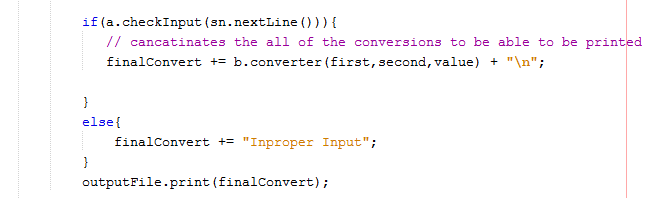 if(a.checkInput(sn.nextLine())){
// cancatinates the all of the conversions to be able to be printed
finalConvert += b.converter(first,second,value) + "\n";
}
else{
finalConvert += "Inproper Input";
}
outputFile.print(finalConvert);